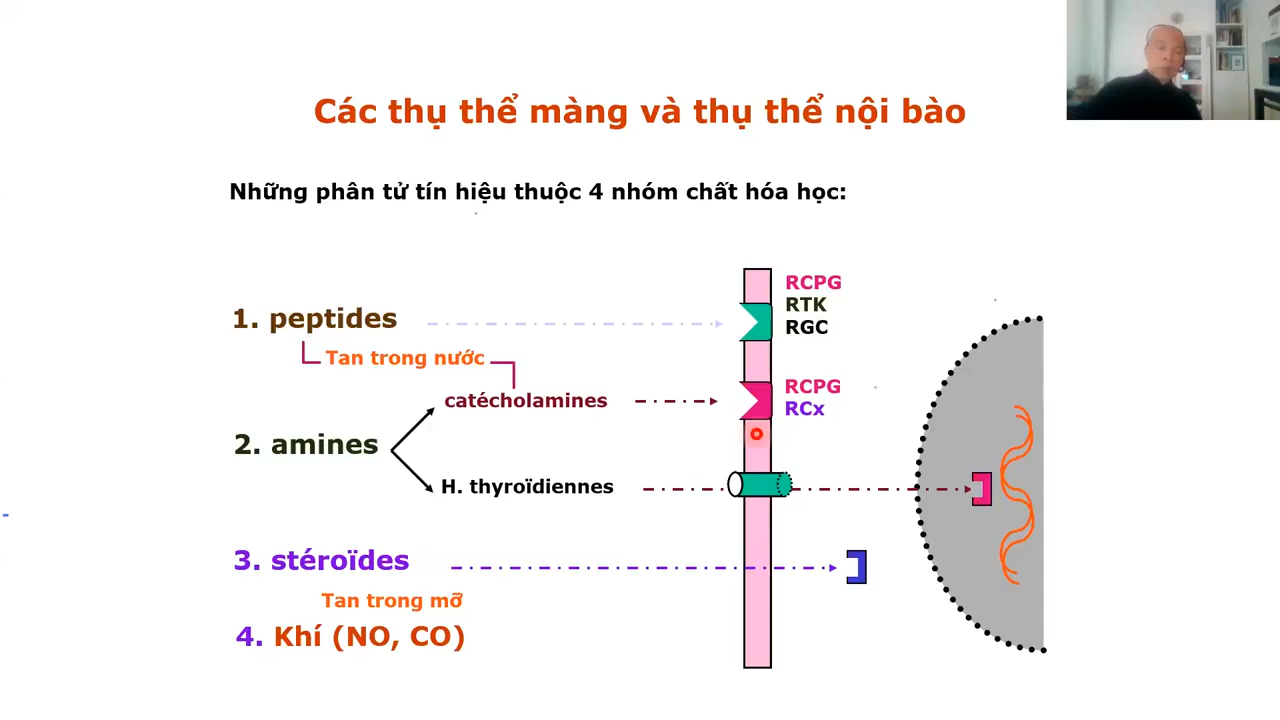 Các thụ thể màng và thụ thể nội bào
Những phân tử tín hiệu thuộc 4 nhóm chất hóa học:
1. peptides
RCPG
RTK
RGC
Tan trong nước
catécholamines
RCPG
RCx
2. amines
H. thyroïdiennes
3. stéroïdes
Tan trong mỡ
4. Khí (NO, CO)